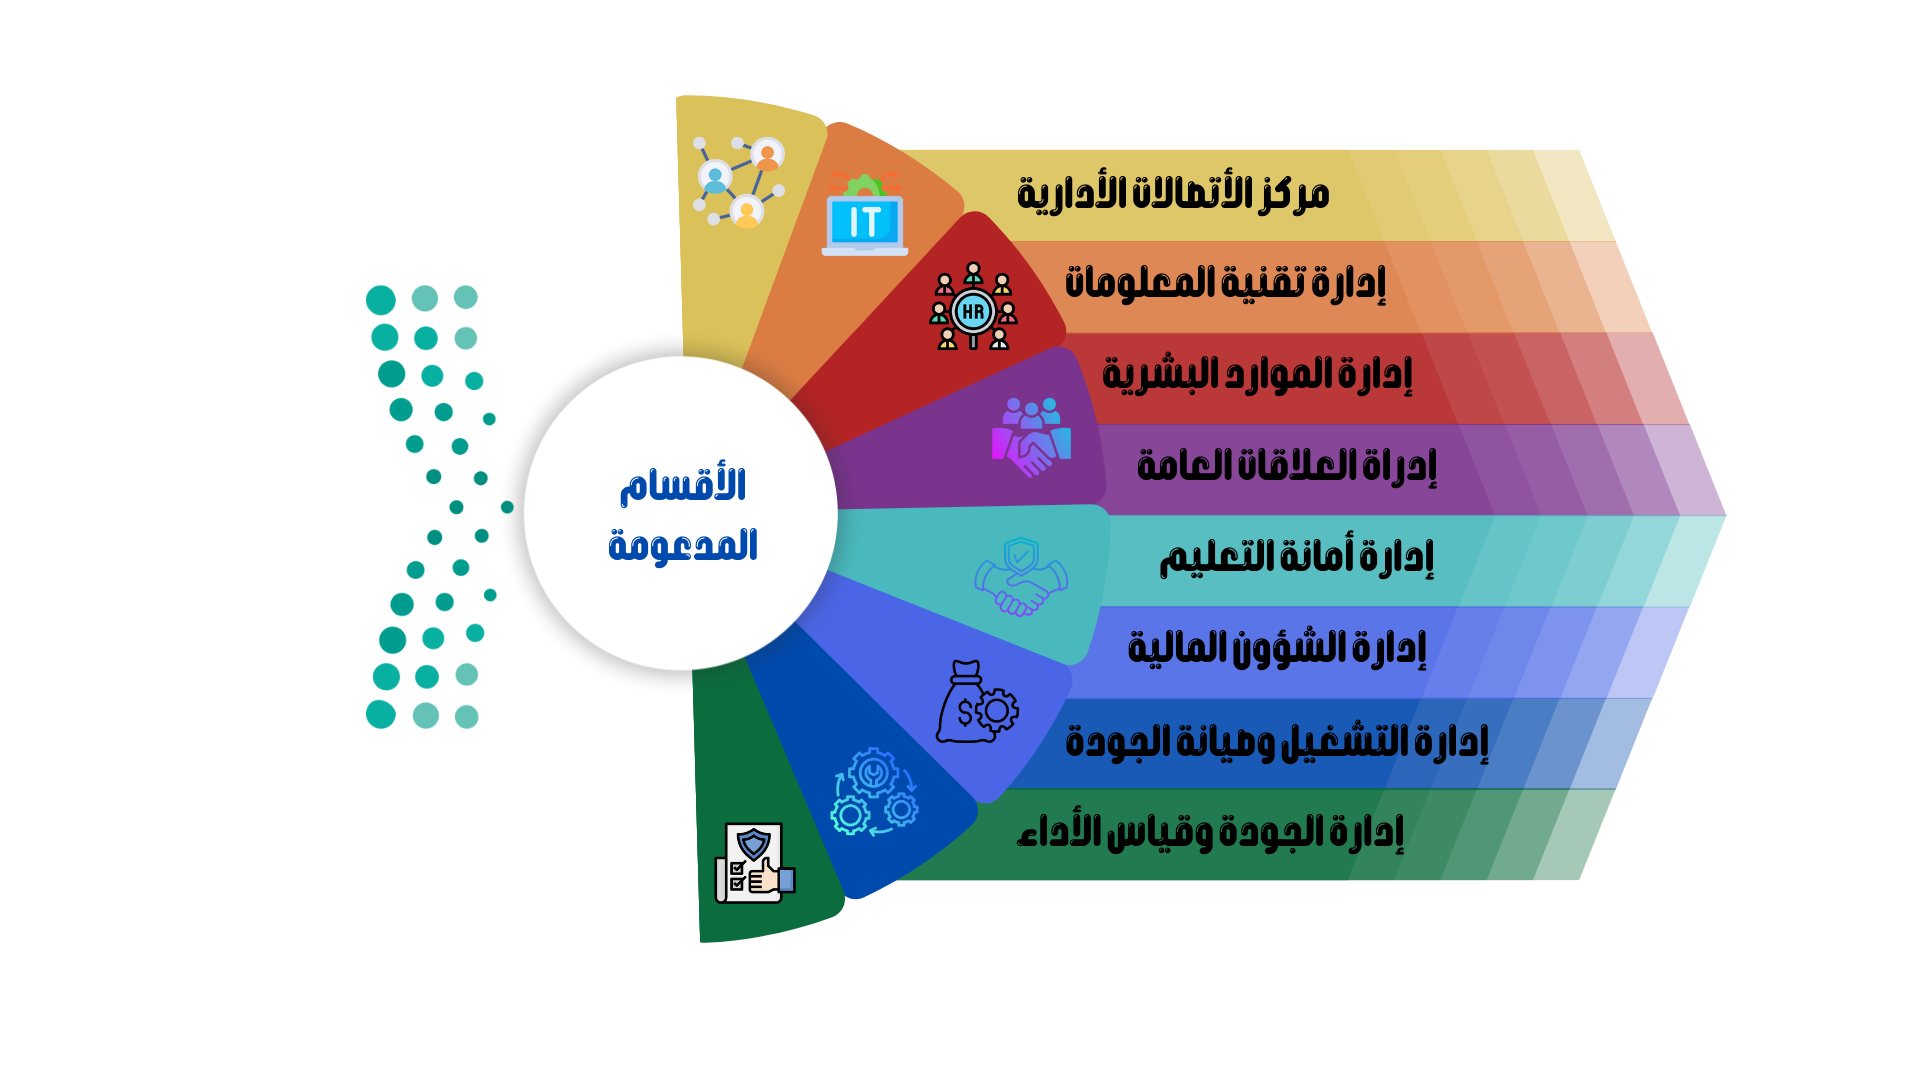 مركز الأتصالات الأدارية
IT
إدارة تقنية المعلومات
HR
إدارة الموارد البشرية
إدراة العلاقات العامة
الأقسام
المدعومة
إدارة أمانة التعليم
إدارة الشؤون المالية
$
إدارة التشغيل وصيانة الجودة
إدارة الجودة وقياس الأداء